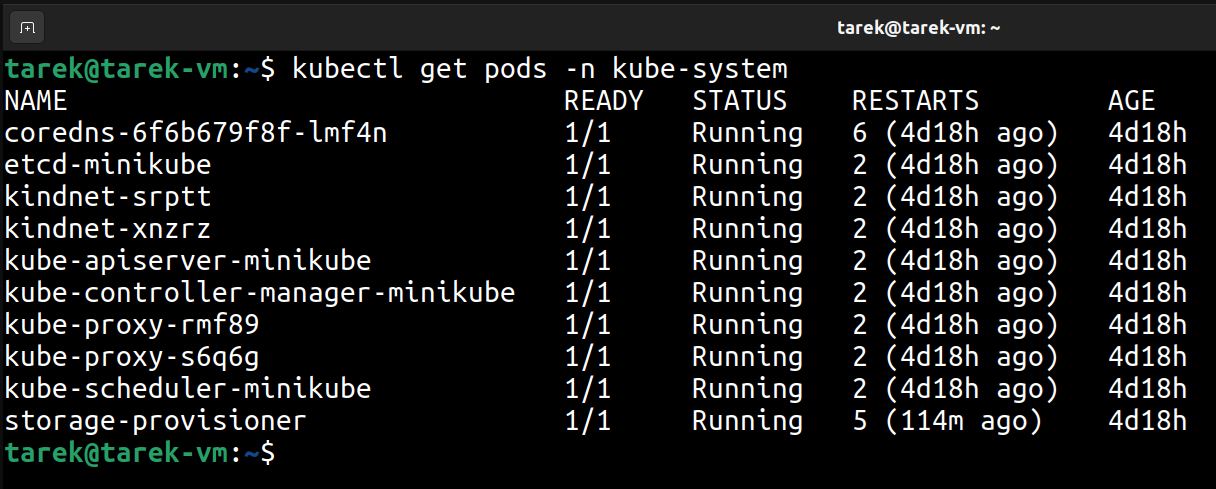 tarek@tarek-vm: ~
tarek@tarek-vm:~$ kubectl get pods -n kube-system
NAME                               READY   STATUS    RESTARTS        AGE
coredns-6f6b679f8f-lmf4n           1/1     Running   6 (4d18h ago)   4d18h
etcd-minikube                      1/1     Running   2 (4d18h ago)   4d18h
kindnet-srptt                      1/1     Running   2 (4d18h ago)   4d18h
kindnet-xnzrz                      1/1     Running   2 (4d18h ago)   4d18h
kube-apiserver-minikube            1/1     Running   2 (4d18h ago)   4d18h
kube-controller-manager-minikube   1/1     Running   2 (4d18h ago)   4d18h
kube-proxy-rmf89                   1/1     Running   2 (4d18h ago)   4d18h
kube-proxy-s6q6g                   1/1     Running   2 (4d18h ago)   4d18h
kube-scheduler-minikube            1/1     Running   2 (4d18h ago)   4d18h
storage-provisioner                1/1     Running   5 (114m ago)    4d18h
tarek@tarek-vm:~$